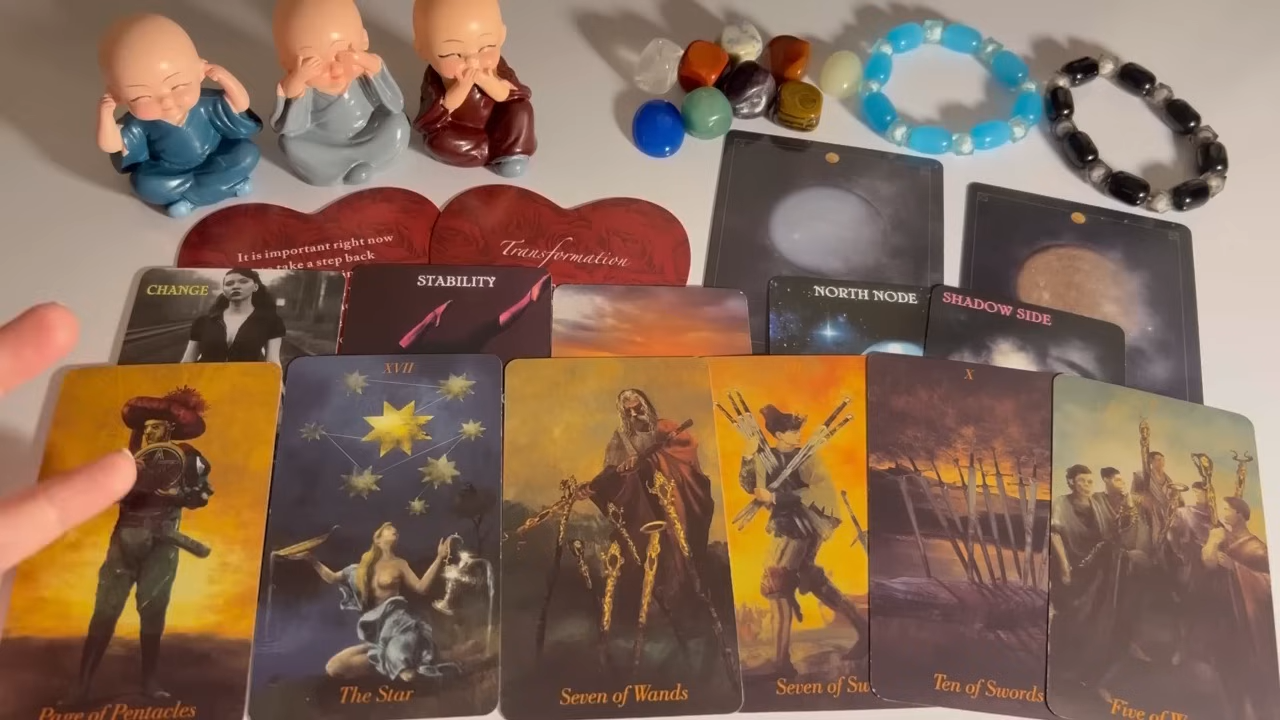 It is important right now
take a step back
Transformation
CHANGE
STABILITY
NORTH NODE
SHADOW SIDE
XVII
X
Page of Pentacles
The Star
Seven of Wands
Seven of Sw
Ten of Swords
Five of W